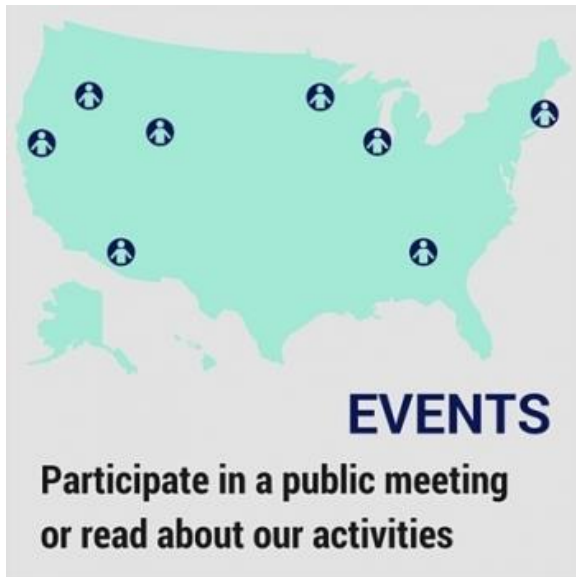 EVENTS
Participate in a public meeting
or read about our activities